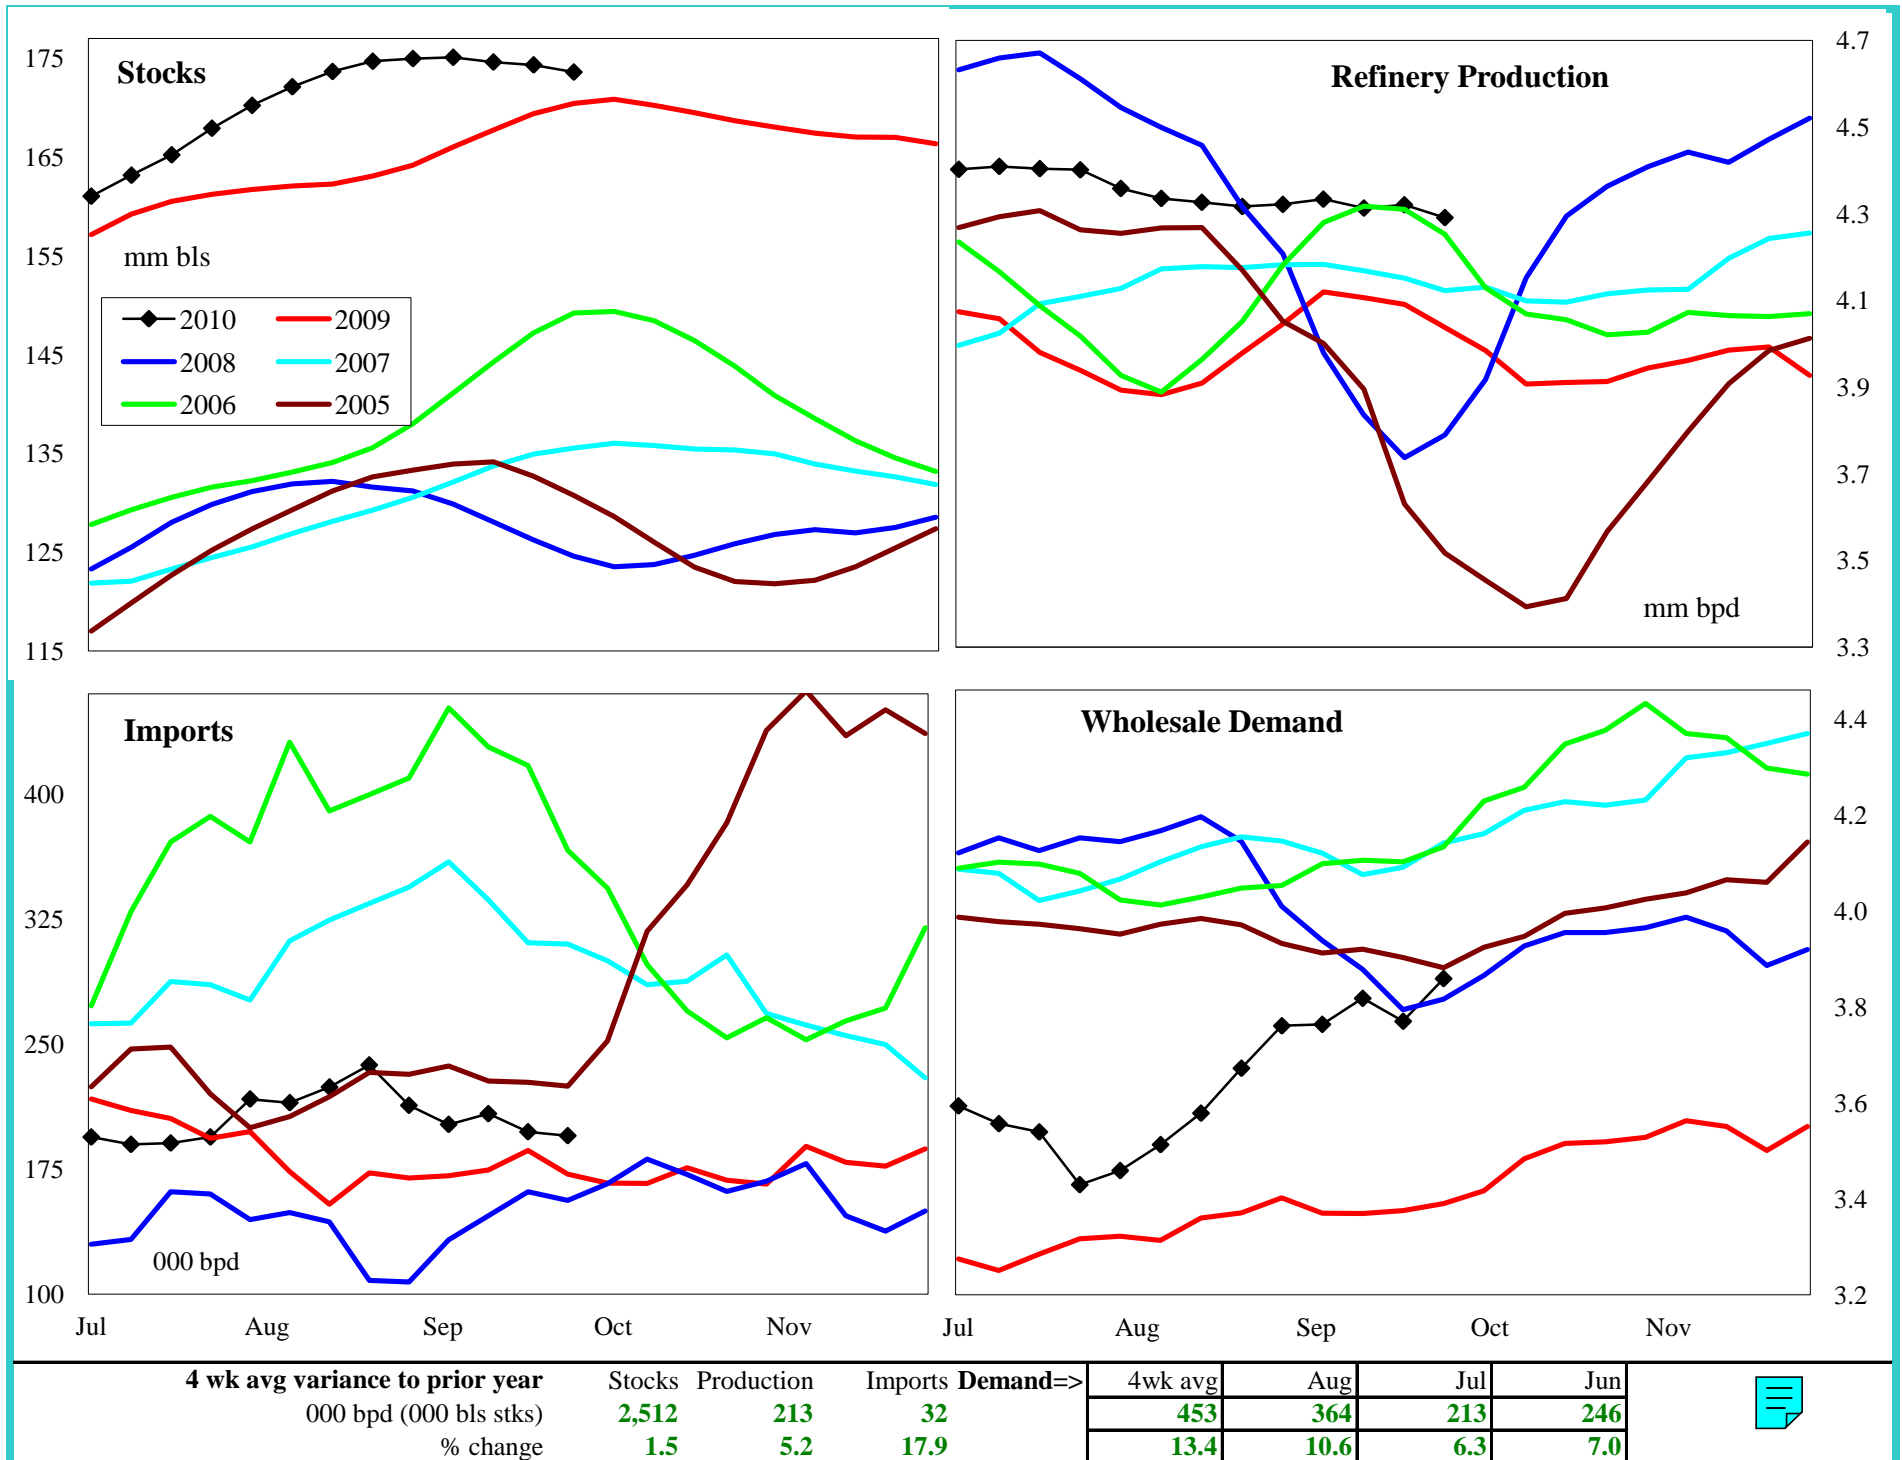 Stocks
175
165
155
145
135
125
115
mm bls
2010 2009
2008 2007
2006 2005
Refinery Production
4.7
4.5
4.3
4.1
3.9
3.7
3.5
3.3
mm bpd
Imports
400
325
250
175
100
000 bpd
Jul Aug Sep Oct Nov
Wholesale Demand
4.4
4.2
4.0
3.8
3.6
3.4
3.2
Jul Aug Sep Oct Nov
4 wk avg variance to prior year Stocks Production Imports Demand=> 4wk avg Aug Jul Jun
000 bpd (000 bls stks) 2,512 213 32 453 364 213 246
% change 1.5 5.2 17.9 13.4 10.6 6.3 7.0